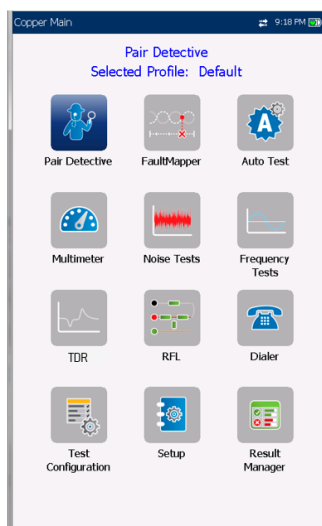 Copper Main 9:18 PM
Pair Detective
Selected Profile: Default
A
Pair Detective FaultMapper Auto Test
Multimeter Noise Tests Frequency
Tests
TDR RFL Dialer
Test
Configuration Setup Result
Manager